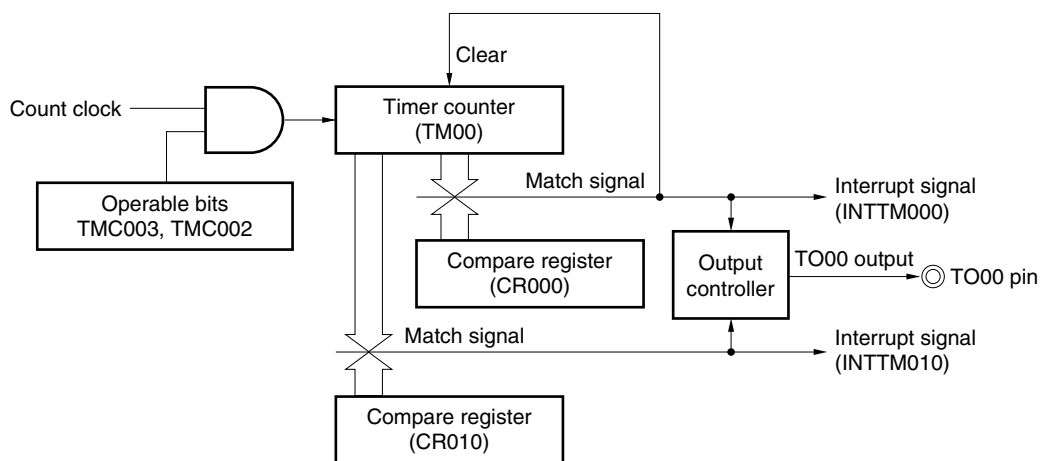 Clear
Count clock
Timer counter
(TM00)
Operable bits
TMC003, TMC002
Match signal
Interrupt signal
(INTTM000)
Compare register
(CR000)
Output
controller
TO00 output
TO00 pin
Match signal
Interrupt signal
(INTTM010)
Compare register
(CR010)